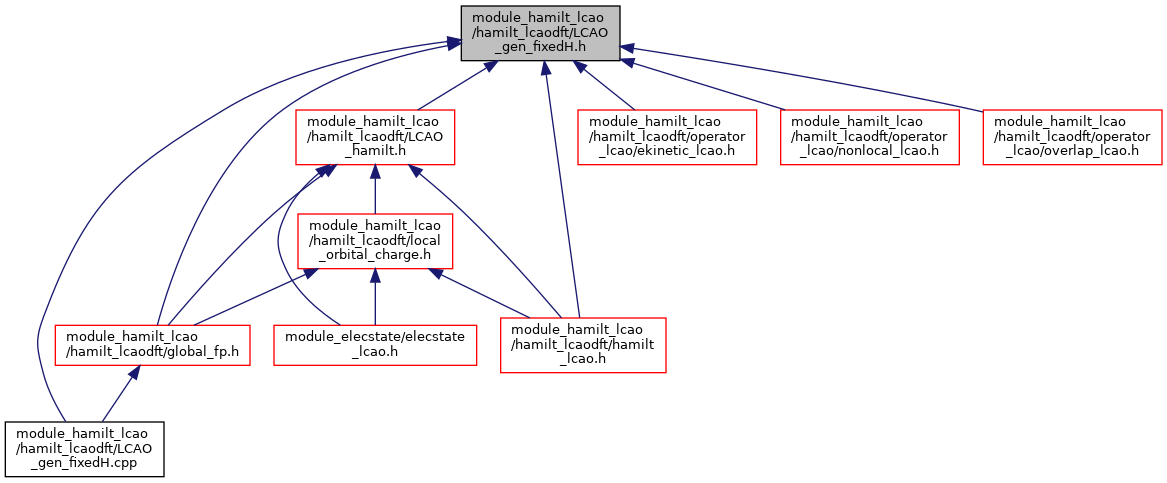 module_hamilt_lcao
/hamilt_lcaodft/LCAO
_gen_fixedH.h
module_hamilt_lcao
/hamilt_lcaodft/LCAO
_hamilt.h
module_hamilt_lcao
/hamilt_lcaodft/operator
_lcao/ekinetic_lcao.h
module_hamilt_lcao
/hamilt_lcaodft/operator
_lcao/nonlocal_lcao.h
module_hamilt_lcao
/hamilt_lcaodft/operator
_lcao/overlap_lcao.h
module_hamilt_lcao
/hamilt_lcaodft/local
_orbital_charge.h
module_hamilt_lcao
/hamilt_lcaodft/global_fp.h
module_elecstate/elecstate
_lcao.h
module_hamilt_lcao
/hamilt_lcaodft/hamilt
_lcao.h
module_hamilt_lcao
/hamilt_lcaodft/LCAO
_gen_fixedH.cpp